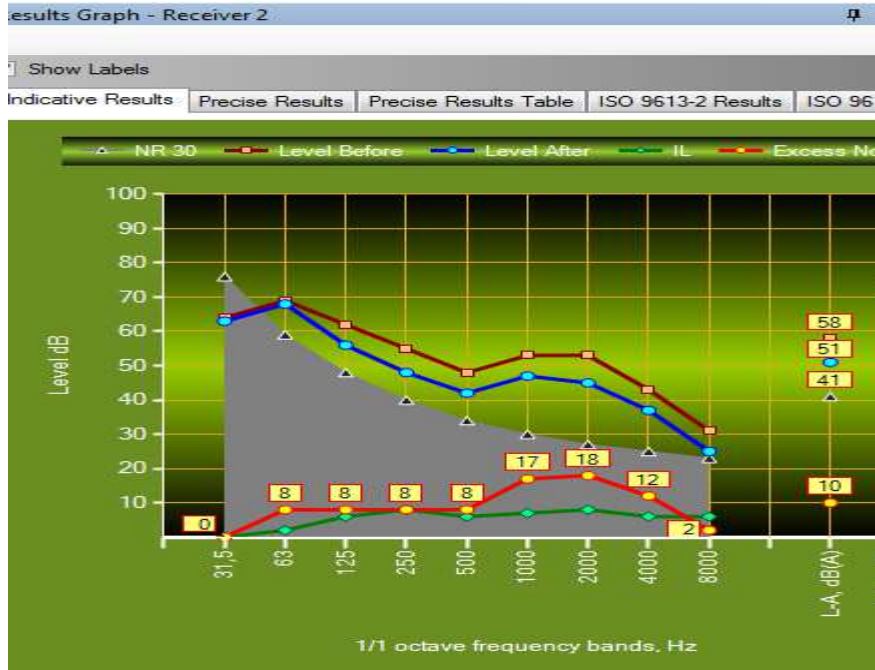 esults Graph - Receiver 2
Show Labels
Indicative Results Precise Results Precise Results Table ISO 9613-2 Results ISO 96
NR 30 Level Before Level After IL Excess No
100
90
80
70
60
50
40
30
20
10
Level dB
58
51
41
17 18
12
8 8 8 8
10
0
2
31,5 63 125 250 500 1000 2000 4000 8000 L-A, dB(A)
1/1 octave frequency bands, Hz